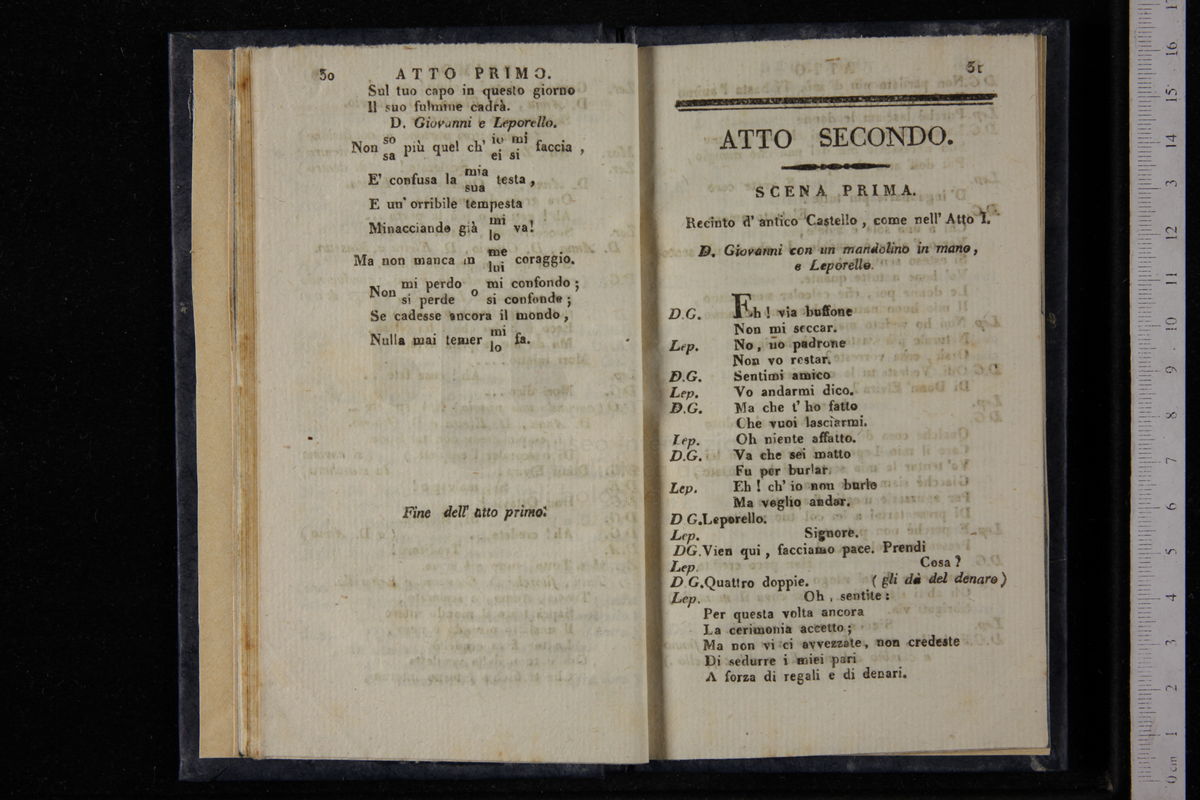 30 ATTO PRIMO.
Sul tuo capo in questo giorno
Il suo fulmine cadrà.
D. Giovanni e Leporello.
Non so più quel ch' io mi faccia ,
sa ei si
E' confusa la mia testa ,
sua
E un' orribile tempesta
Minacciando già mi va!
lo
Ma non manca in me coraggio.
lui
Non mi perdo o mi confondo ;
si perde si confonde ;
Se cadesse ancora il mondo ,
Nulla mai temer mi fa.
lo
Fine dell' atto primo.
31
ATTO SECONDO.
SCENA PRIMA.
Recinto d' antico Castello , come nell' Atto I.
D. Giovanni con un mandolino in mano,
e Leporello.
D.G. Eh ! via buffone
Non mi seccar.
Lep. No , no padrone
Non vo restar.
D.G. Sentimi amico
Lep. Vo andarmi dico.
D.G. Ma che t' ho fatto
Che vuoi lasciarmi.
Lep. Oh niente affatto.
D.G. Va che sei matto
Fu per burlar.
Lep. Eh ! ch' io non burlo
Ma voglio andar.
D G.Leporello.
Lep. Signore.
DG.Vien qui , facciamo pace. Prendi
Lep. Cosa ?
D G.Quattro doppie. ( gli dà del denaro )
Lep. Oh , sentite :
Per questa volta ancora
La cerimonia accetto ;
Ma non vi ci avvezzate , non credeste
Di sedurre i miei pari
A forza di regali e di denari.